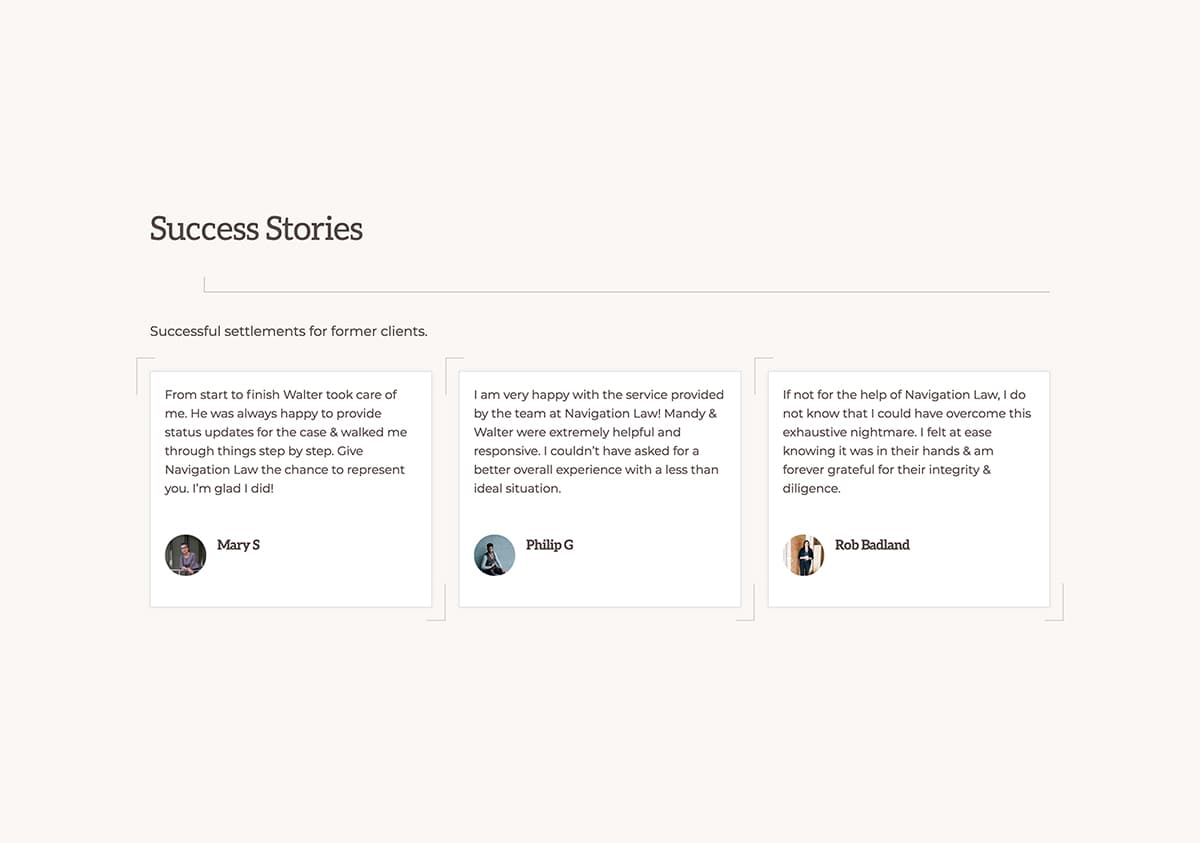 Success Stories
Successful settlements for former clients.
From start to finish Walter took care of
me. He was always happy to provide
status updates for the case & walked me
through things step by step. Give
Navigation Law the chance to represent
you. I’m glad I did!
Mary S
I am very happy with the service provided
by the team at Navigation Law! Mandy &
Walter were extremely helpful and
responsive. I couldn’t have asked for a
better overall experience with a less than
ideal situation.
Philip G
If not for the help of Navigation Law, I do
not know that I could have overcome this
exhaustive nightmare. I felt at ease
knowing it was in their hands & am
forever grateful for their integrity &
diligence.
Rob Badland